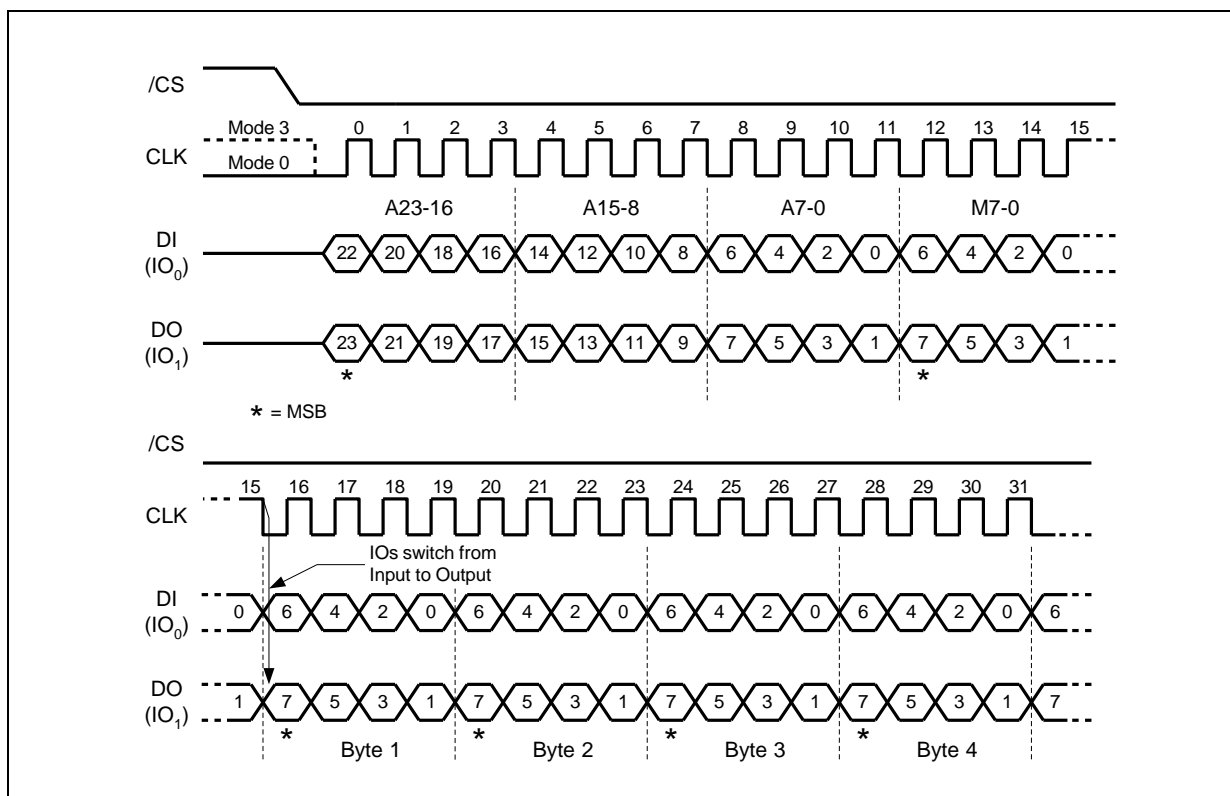 /CS
Mode 3 0 1 2 3 4 5 6 7 8 9 10 11 12 13 14 15
CLK
Mode 0
A23-16 A15-8 A7-0 M7-0
DI
(IO0) 22 20 18 16 14 12 10 8 6 4 2 0 6 4 2 0
DO
(IO1) 23 21 19 17 15 13 11 9 7 5 3 1 7 5 3 1
* *
* = MSB
/CS
15 16 17 18 19 20 21 22 23 24 25 26 27 28 29 30 31
CLK
IOs switch from
Input to Output
DI
(IO0) 0 6 4 2 0 6 4 2 0 6 4 2 0 6 4 2 0 6
DO
(IO1) 1 7 5 3 1 7 5 3 1 7 5 3 1 7 5 3 1 7
* * * *
Byte 1 Byte 2 Byte 3 Byte 4